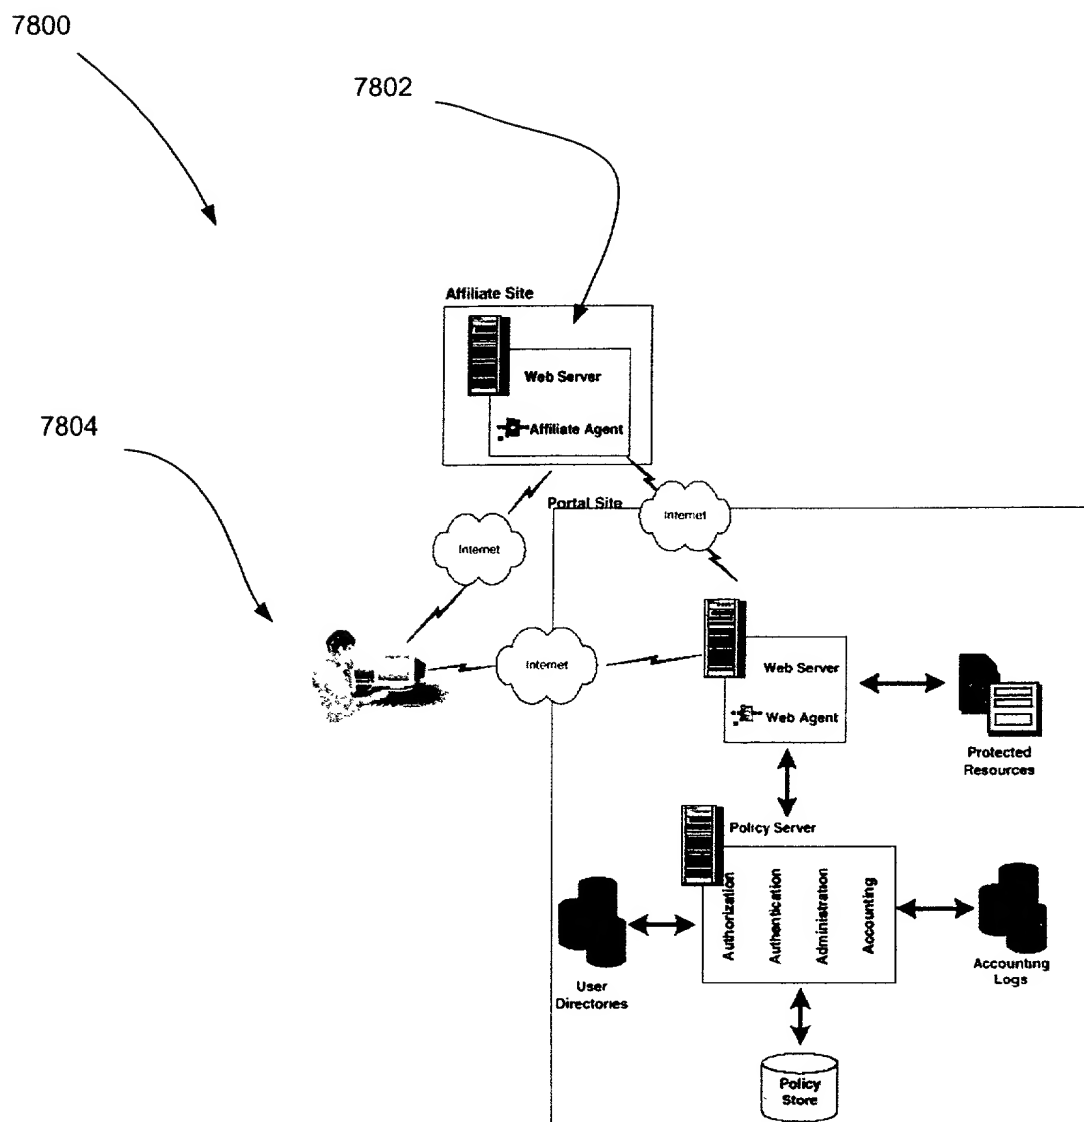 7800
7802
Affiliate Site
Web Server
7804
Affiliate Agent
Portal Site
Internet
Internet
Internet
Web Server
Web Agent
Protected
Resources
Policy Server
Authorization
Authentication
Administration
Accounting
User
Directories
Accounting
Logs
Policy
Store